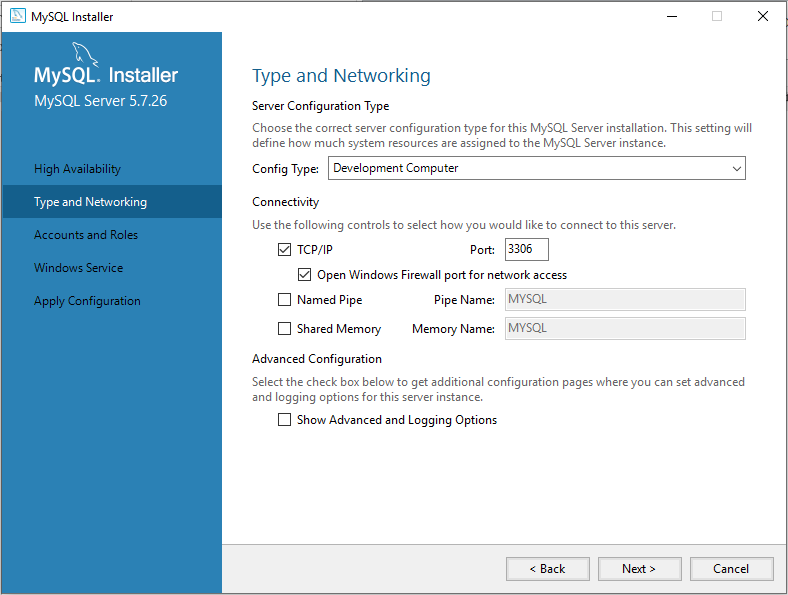 MySQL Installer
MySQL. Installer
MySQL Server 5.7.26
High Availability
Type and Networking
Accounts and Roles
Windows Service
Apply Configuration
Type and Networking
Server Configuration Type
Choose the correct server configuration type for this MySQL Server installation. This setting will
define how much system resources are assigned to the MySQL Server instance.
Config Type: Development Computer
Connectivity
Use the following controls to select how you would like to connect to this server.
TCP/IP Port: 3306
Open Windows Firewall port for network access
Named Pipe Pipe Name: MYSQL
Shared Memory Memory Name: MYSQL
Advanced Configuration
Select the check box below to get additional configuration pages where you can set advanced
and logging options for this server instance.
Show Advanced and Logging Options
< Back Next > Cancel